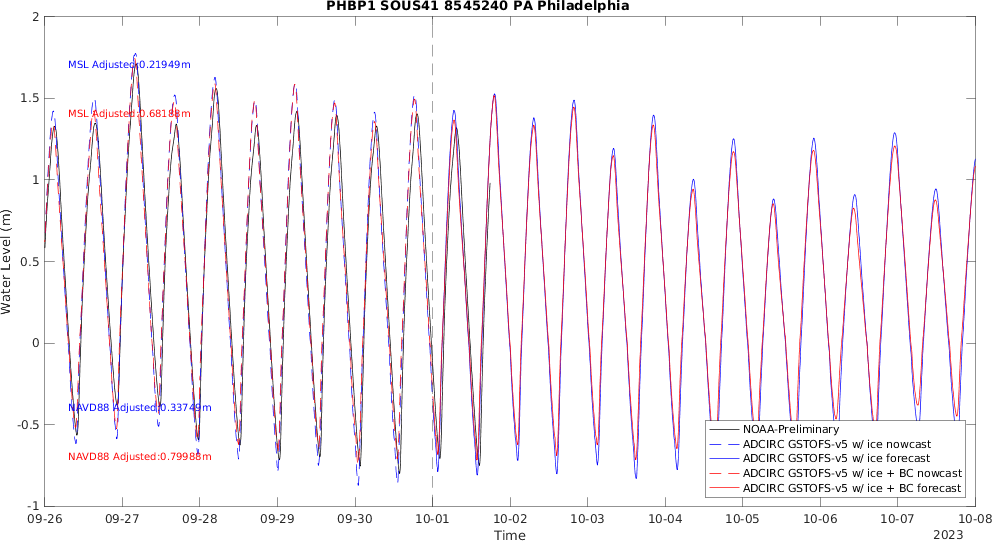 PHBP1 SOUS41 8545240 PA Philadelphia
2
1.5
1
0.5
0
-0.5
-1
Water Level (m)
MSL Adjusted:0.21949m
MSL Adjusted:0.68188m
NAVD88 Adjusted:0.33749m
NAVD88 Adjusted:0.79988m
NOAA-Preliminary
ADCIRC GSTOFS-v5 w/ ice nowcast
ADCIRC GSTOFS-v5 w/ ice forecast
ADCIRC GSTOFS-v5 w/ ice + BC nowcast
ADCIRC GSTOFS-v5 w/ ice + BC forecast
09-26 09-27 09-28 09-29 09-30 10-01 10-02 10-03 10-04 10-05 10-06 10-07 10-08
Time
2023